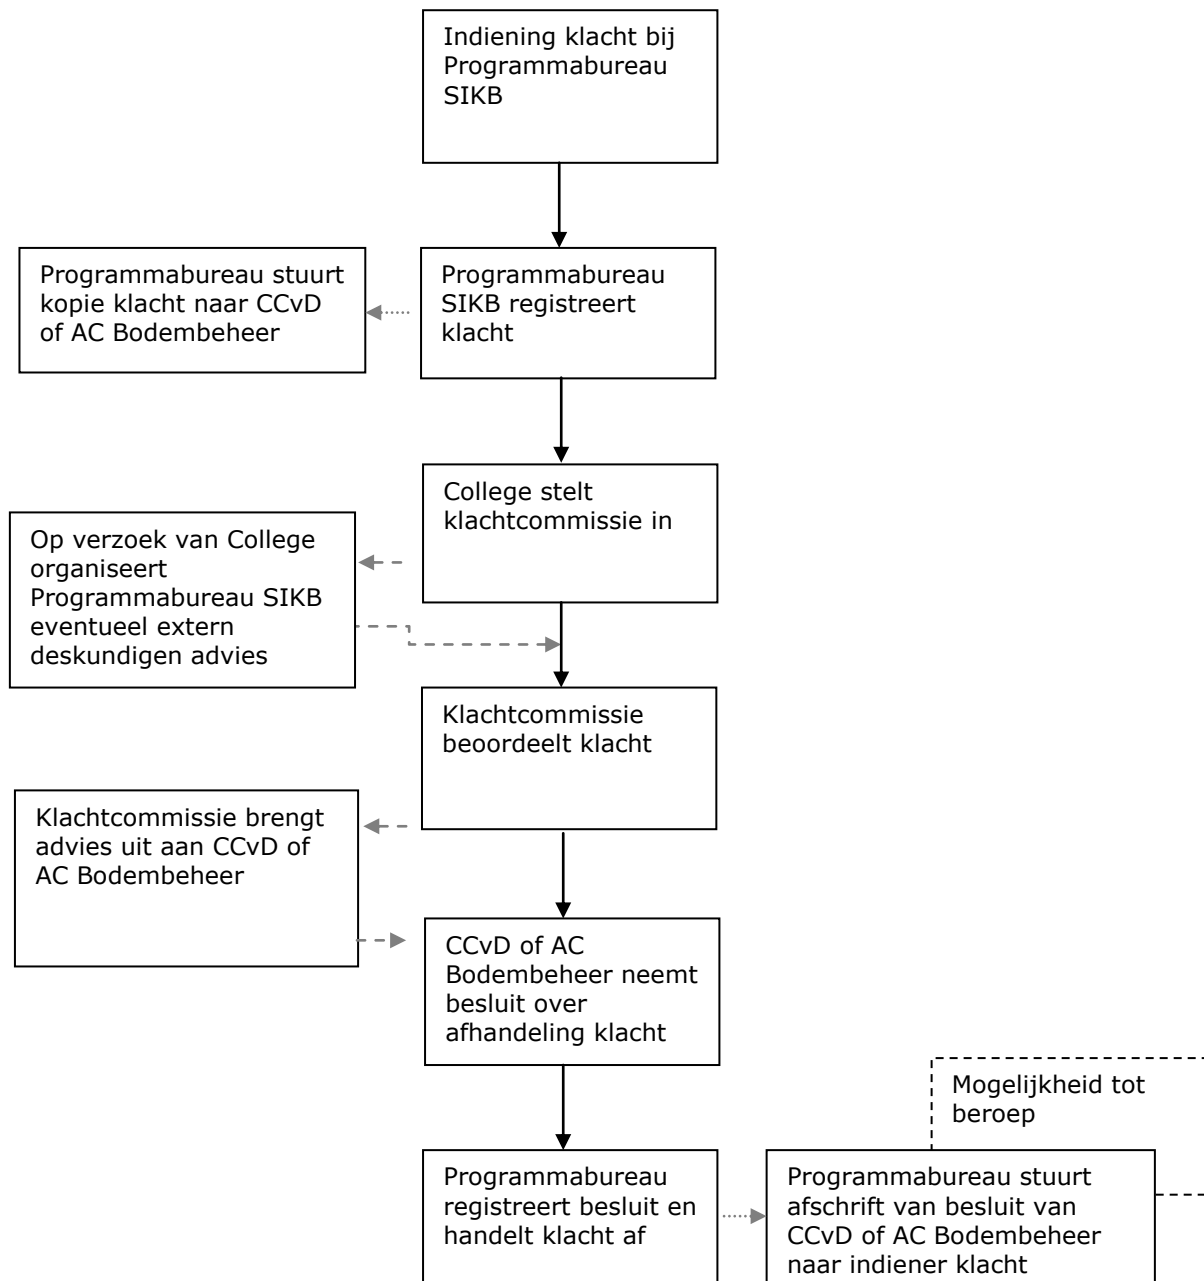 Indiening klacht bij
Programmabureau
SIKB
Programmabureau stuurt
kopie klacht naar CCvD
of AC Bodembeheer
Programmabureau
SIKB registreert
klacht
College stelt
klachtcommissie in
Op verzoek van College
organiseert
Programmabureau SIKB
eventueel extern
deskundigen advies
Klachtcommissie
beoordeelt klacht
Klachtcommissie brengt
advies uit aan CCvD of
AC Bodembeheer
CCvD of AC
Bodembeheer neemt
besluit over
afhandeling klacht
Mogelijkheid tot
beroep
Programmabureau
registreert besluit en
handelt klacht af
Programmabureau stuurt
afschrift van besluit van
CCvD of AC Bodembeheer
naar indiener klacht